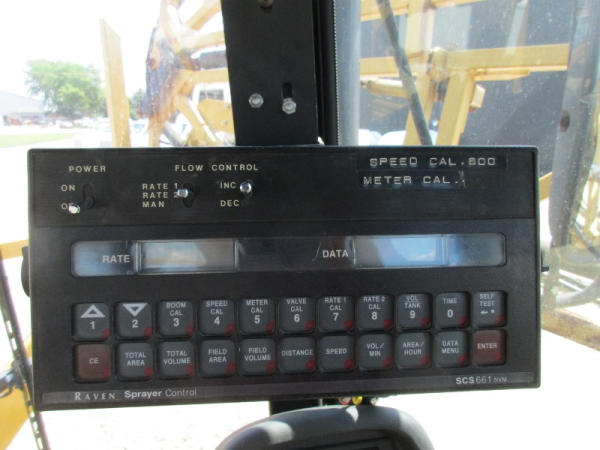 POWER
FLOW CONTROL
SPEED CAL.800
ON
RATE 1
INC
METER CAL.
RATE 2
MAN
DEC
RATE
DATA
1
2
BOOM CAL 3
SPEED CAL 4
METER CAL 5
VALVE CAL 6
RATE 1 CAL 7
RATE 2 CAL 8
VOL TANK 9
TIME 0
SELF TEST
CE
TOTAL AREA
TOTAL VOLUME
FIELD AREA
FIELD VOLUME
DISTANCE
SPEED
VOL/ MIN
AREA/ HOUR
DATA MENU
ENTER
RAVEN Sprayer Control
SCS 661 NVM